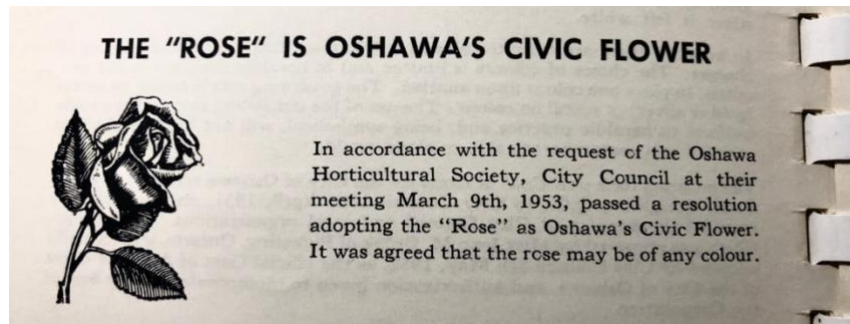 THE "ROSE" IS OSHAWA'S CIVIC FLOWER
In accordance with the request of the Oshawa
Horticultural Society, City Council at their
meeting March 9th, 1953, passed a resolution
adopting the "Rose" as Oshawa's Civic Flower.
It was agreed that the rose may be of any colour.